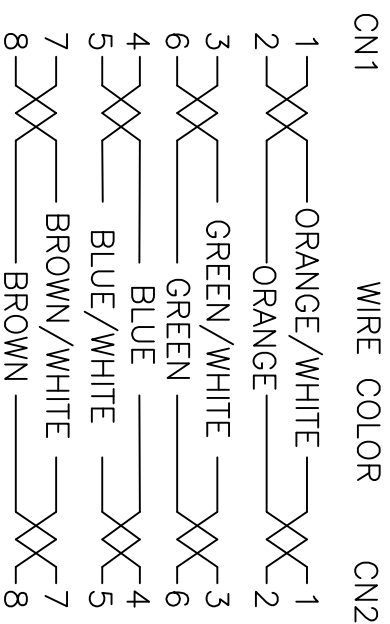 CN1 WIRE COLOR CN2
1 ORANGE/WHITE 1
2 ORANGE 2
3 GREEN/WHITE 3
6 GREEN 6
4 BLUE 4
5 BLUE/WHITE 5
7 BROWN/WHITE 7
8 BROWN 8